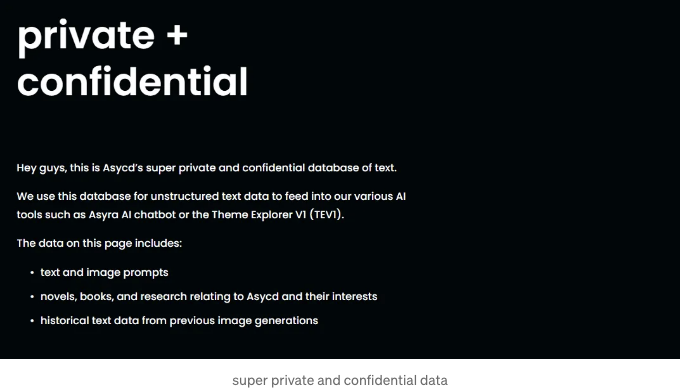 private +
confidential
Hey guys, this is Asycd's super private and confidential database of text.
We use this database for unstructured text data to feed into our various AI
tools such as Asyra AI chatbot or the Theme Explorer V1 (TEV1).
The data on this page includes:
• text and image prompts
• novels, books, and research relating to Asycd and their interests
• historical text data from previous image generations
super private and confidential data